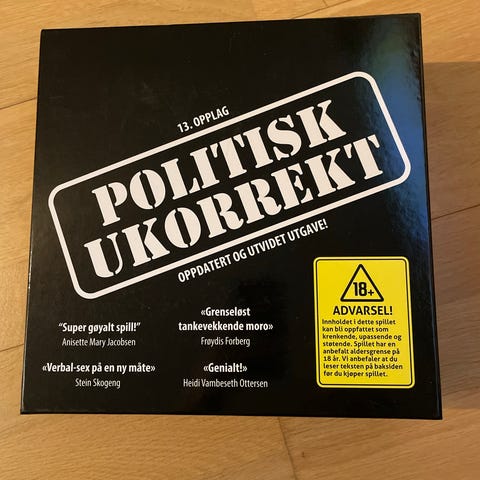 13. OPPLAG
POLITISK
UKORREKT
OPPDATERT OG UTVIDET UTGAVE!
"Super gøyalt spill!"
Anisette Mary Jacobsen
«Grenseløst
tankevekkende moro»
Frøydis Forberg
«Verbal-sex på en ny måte»
Stein Skogeng
«Genialt!»
Heidi Vambeseth Ottersen
18+
ADVARSEL!
Innholdet i dette spillet
kan bli oppfattet som
krenkende, upassende og
støtende. Spillet har en
anbefalt aldersgrense på
18 år. Vi anbefaler at du
leser teksten på baksiden
før du kjøper spillet.